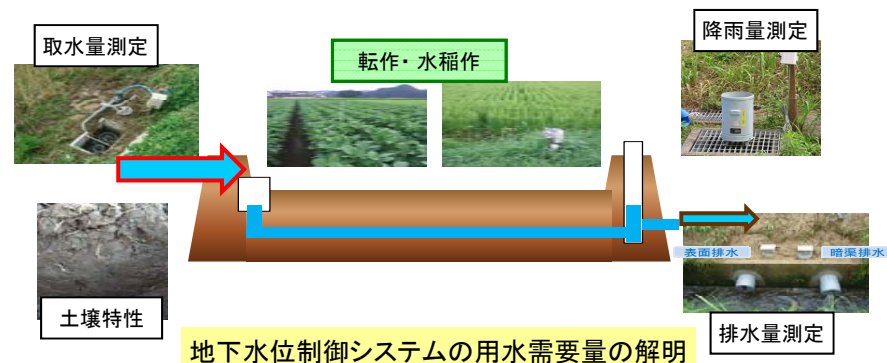 取水量測定
転作・水稲作
降雨量測定
表面排水
暗渠排水
土壌特性
排水量測定
地下水位制御システムの用水需要量の解明